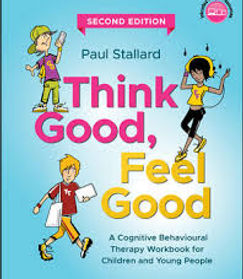 SECOND EDITION
Paul Stallard
Think
Good,
Feel
Good
A Cognitive Behavioural
Therapy Workbook for
Children and Young People